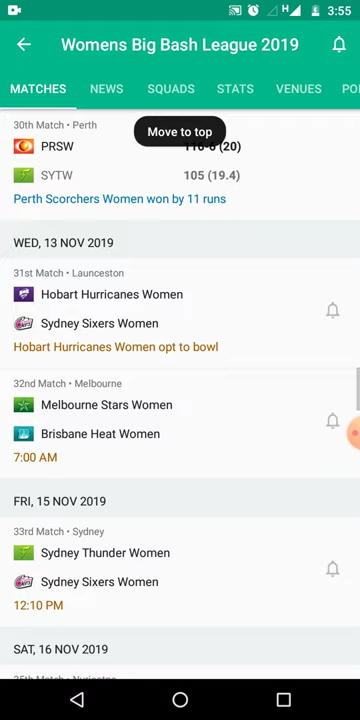 H 3:55
Womens Big Bash League 2019
MATCHES NEWS SQUADS STATS VENUES PO
30th Match • Perth
Move to top
PRSW 116-6 (20)
SYTW 105 (19.4)
Perth Scorchers Women won by 11 runs
WED, 13 NOV 2019
31st Match • Launceston
Hobart Hurricanes Women
Sydney Sixers Women
Hobart Hurricanes Women opt to bowl
32nd Match • Melbourne
Melbourne Stars Women
Brisbane Heat Women
7:00 AM
FRI, 15 NOV 2019
33rd Match • Sydney
Sydney Thunder Women
Sydney Sixers Women
12:10 PM
SAT, 16 NOV 2019